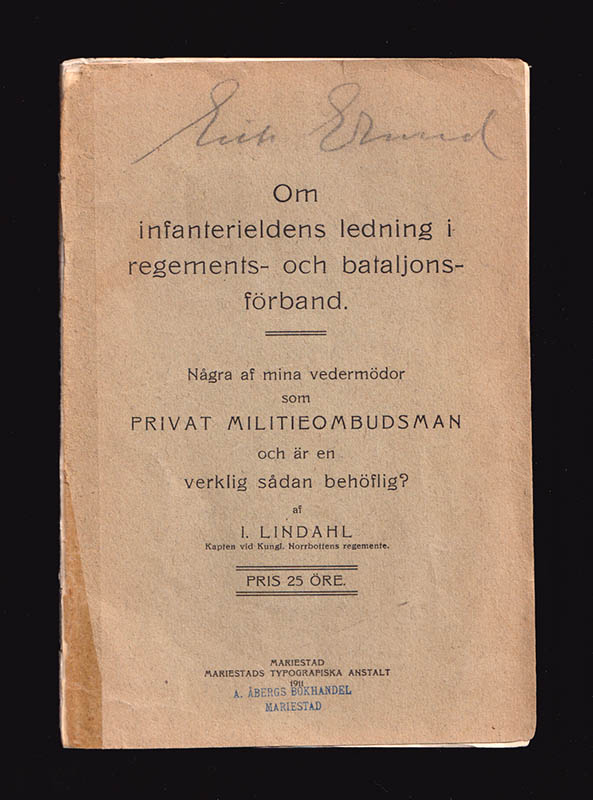 Om
infanterieldens ledning i
regements- och bataljons-
förband.
Några af mina vedermödor
som
PRIVAT MILITIEOMBUDSMAN
och är en
verklig sådan behöflig?
af
I. LINDAHL
Kapten vid Kungl. Norrbottens regemente.
PRIS 25 ÖRE.
MARIESTAD
MARIESTADS TYPOGRAFISKA ANSTALT
1911
A. ÅBERGS BOKHANDEL
MARIESTAD